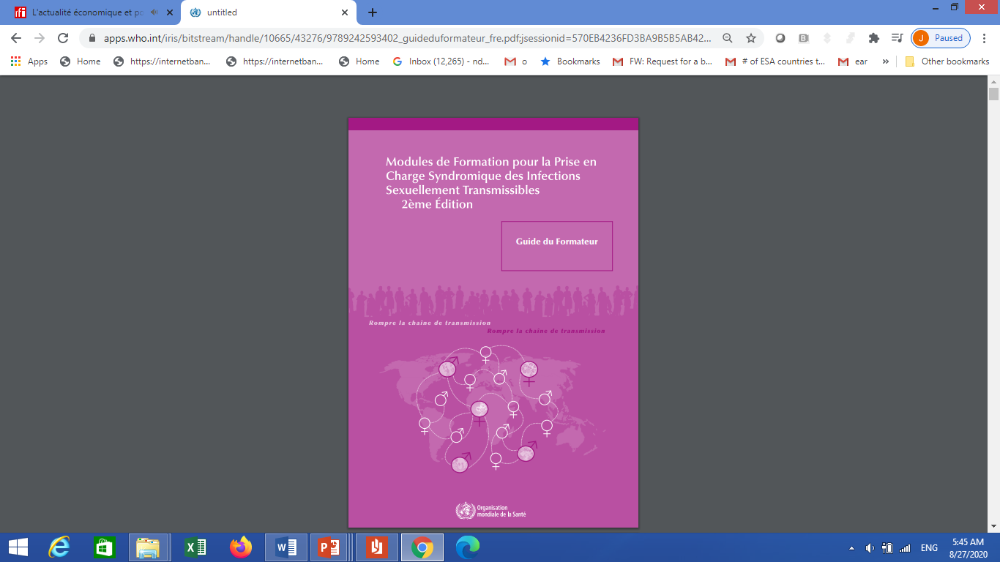 L'actualité économique et po
untitled
apps.who.int/iris/bitstream/handle/10665/43276/9789242593402_guideduformateur_fre.pdf;jsessionid=570EB4236FD3BA9B5B5AB42...
J Paused
Apps
Home
https://internetban...
https://internetban...
Home
Inbox (12,265) - nd...
o
Bookmarks
FW: Request for a b...
# of ESA countries t...
ear
»
Other bookmarks
Modules de Formation pour la Prise en
Charge Syndromique des Infections
Sexuellement Transmissibles
2ème Édition
Guide du Formateur
Rompre la chaîne de transmission
Rompre la chaîne de transmission
Organisation
mondiale de la Santé
ENG
5:45 AM
8/27/2020